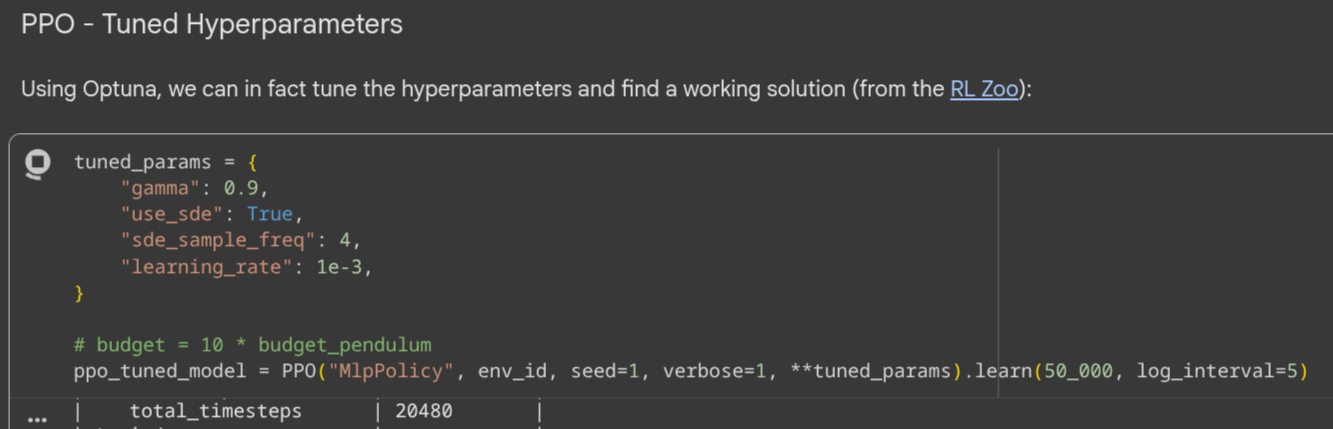 PPO - Tuned Hyperparameters
Using Optuna, we can in fact tune the hyperparameters and find a working solution (from the RL Zoo):
tuned_params = {
    "gamma": 0.9,
    "use_sde": True,
    "sde_sample_freq": 4,
    "learning_rate": 1e-3,
}
# budget = 10 * budget_pendulum
ppo_tuned_model = PPO("MlpPolicy", env_id, seed=1, verbose=1, **tuned_params).learn(50_000, log_interval=5)
... |    total_timesteps      | 20480       |